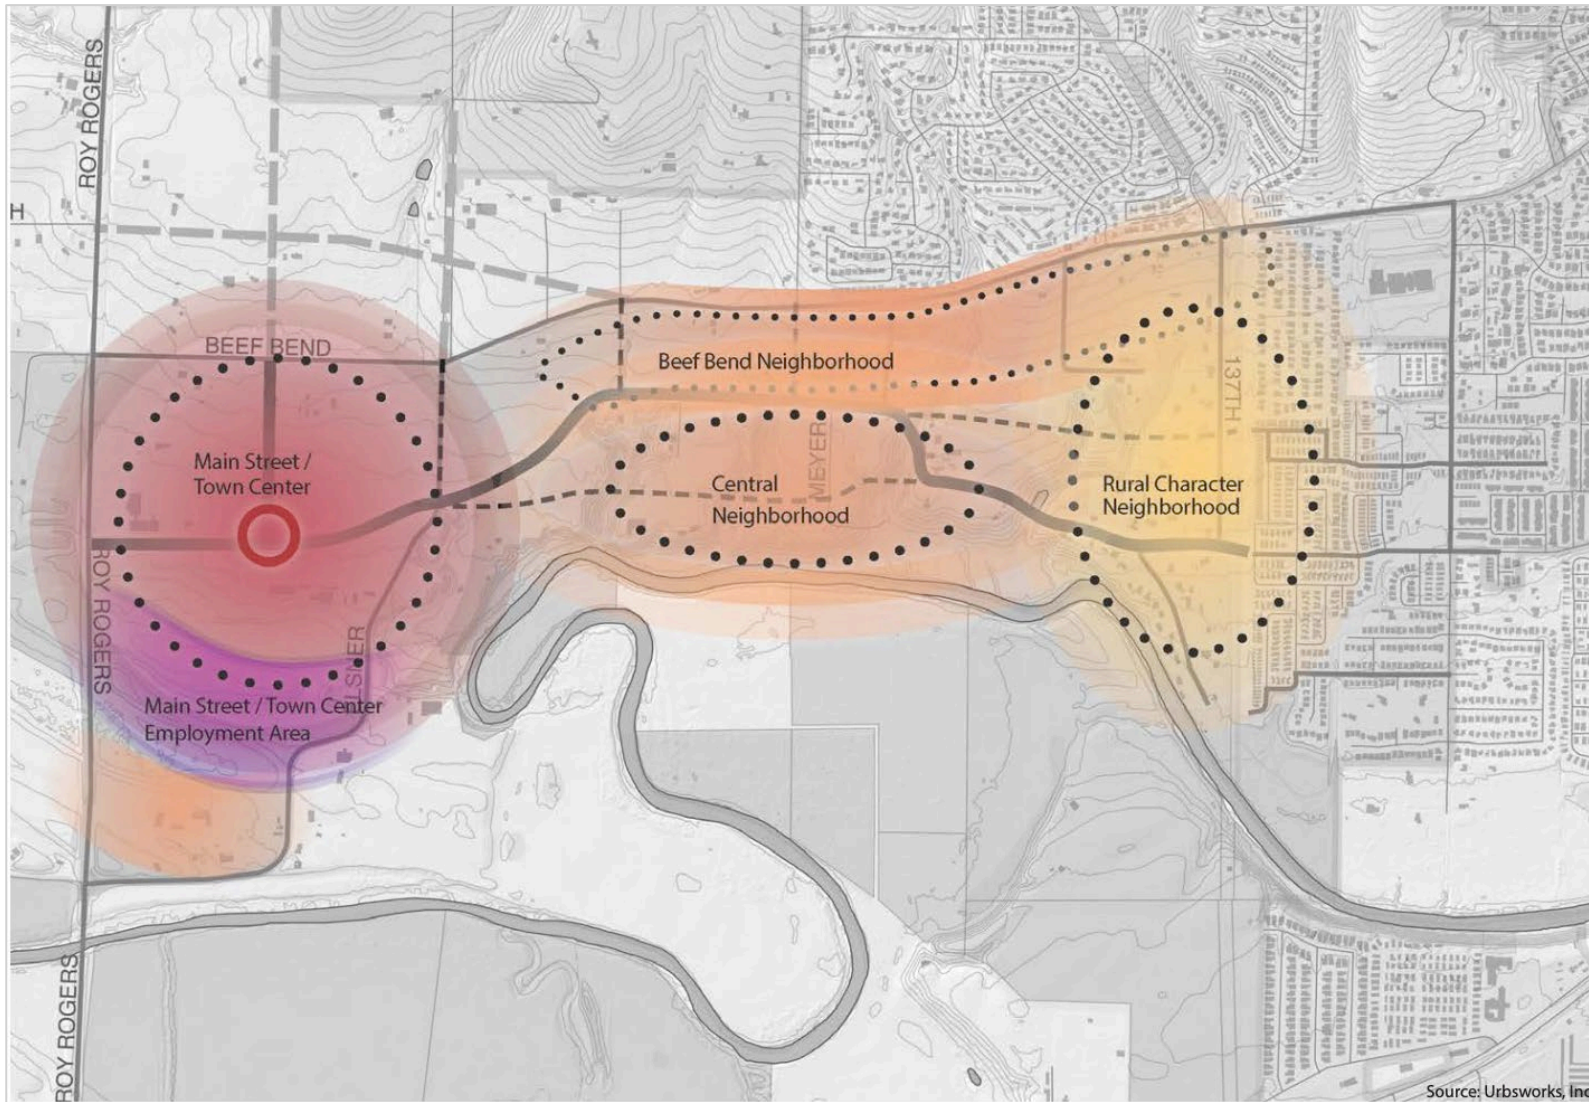 ROY ROGERS
H
BEEF BEND
Beef Bend Neighborhood
137TH
Main Street /
Town Center
MEYER
Central
Neighborhood
Rural Character
Neighborhood
ROY ROGERS
ELSNER
Main Street / Town Center
Employment Area
ROY ROGERS
Source: Urbsworks, Inc